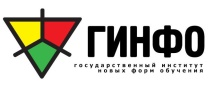 ГИНФО
государственный институт
новых форм обучения